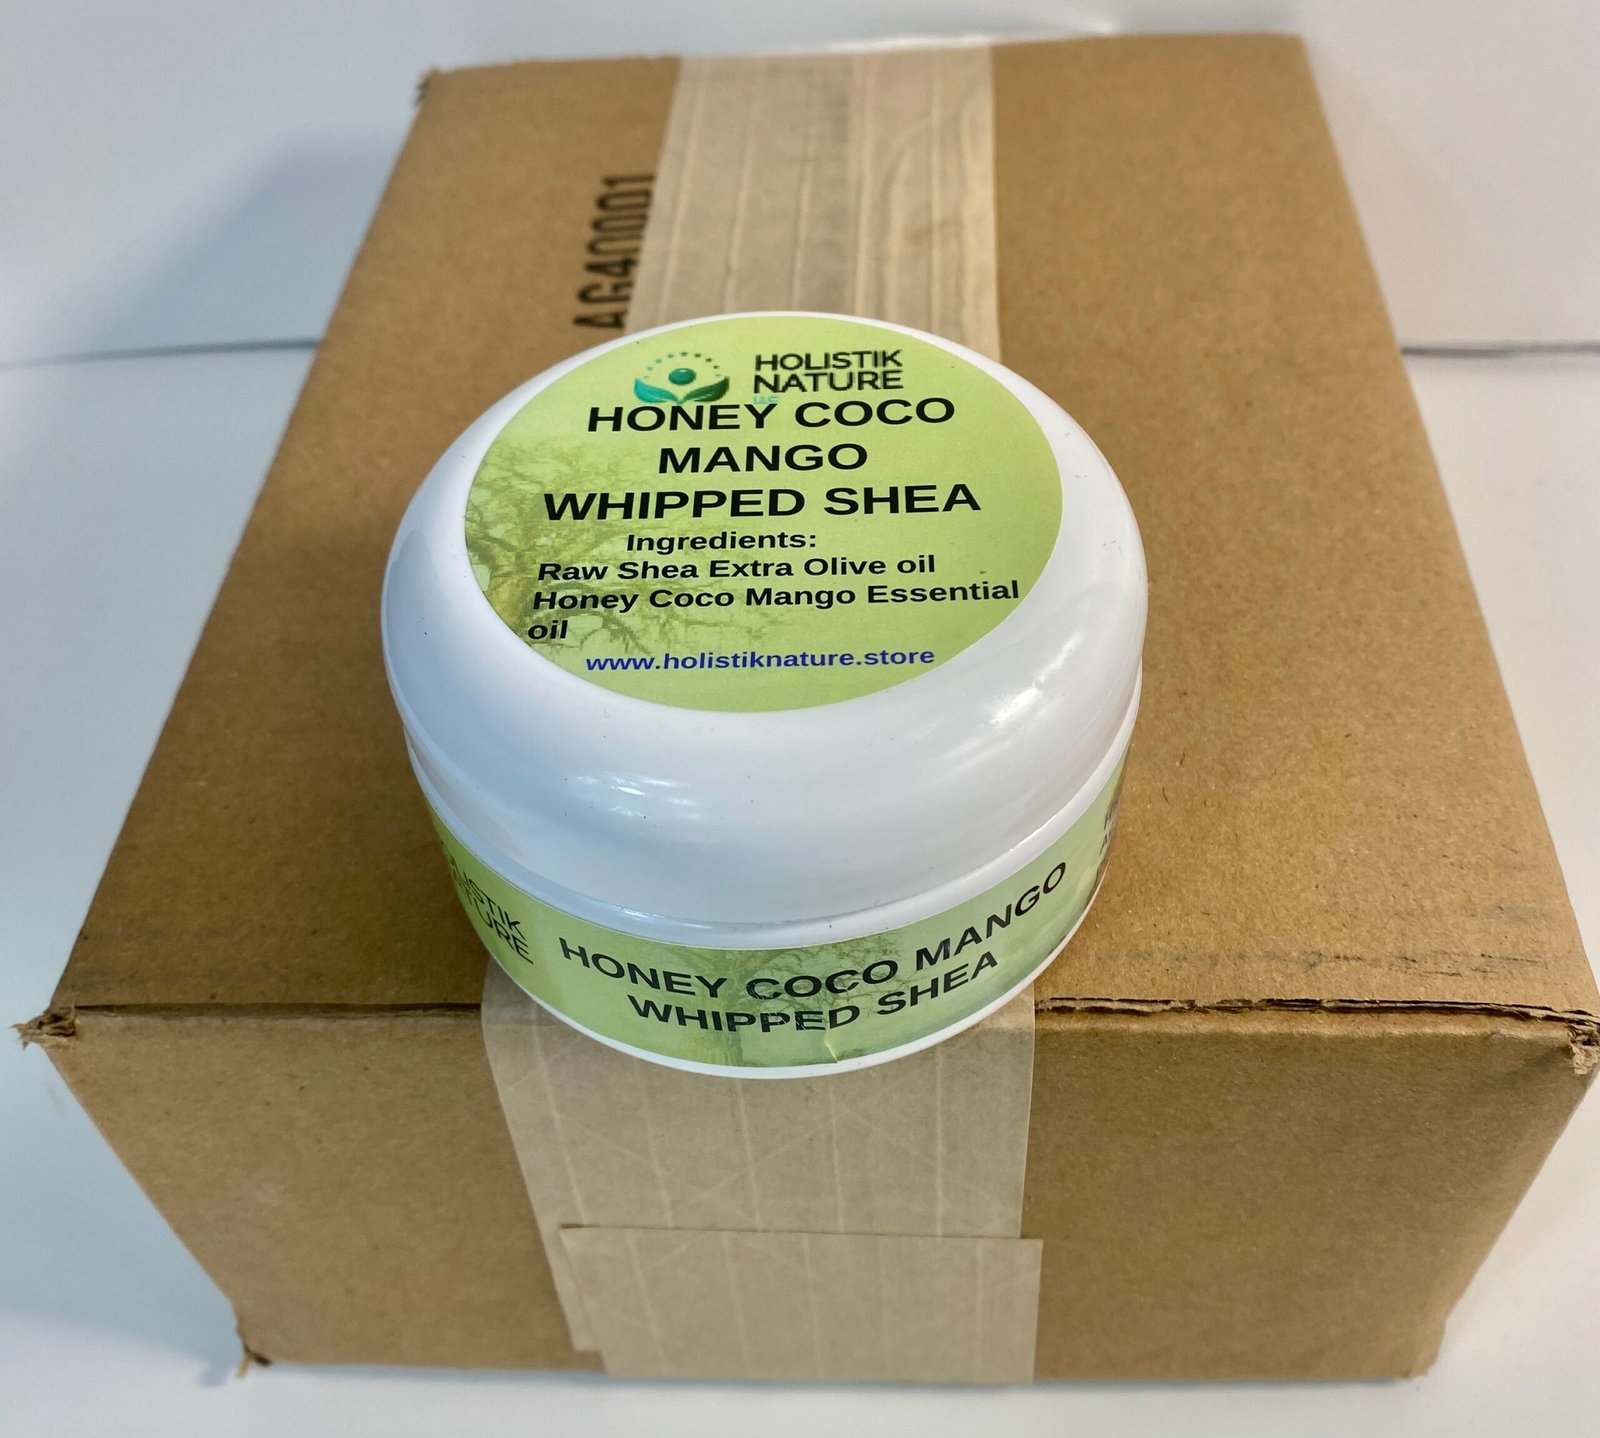 AG40001
HOLISTIK
NATURE
LLC
HONEY COCO
MANGO
WHIPPED SHEA
Ingredients:
Raw Shea Extra Olive oil
Honey Coco Mango Essential
oil
www.holistiknature.store
HONEY COCO MANGO
WHIPPED SHEA